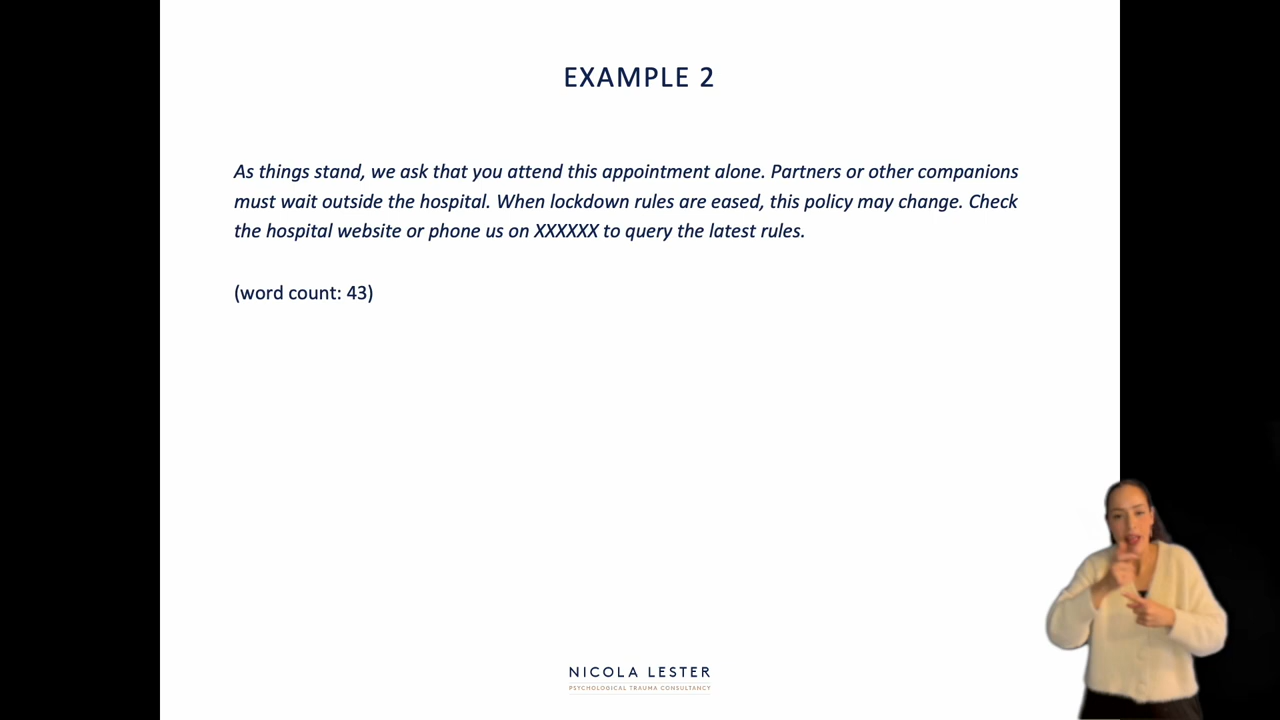 EXAMPLE 2
As things stand, we ask that you attend this appointment alone. Partners or other companions
must wait outside the hospital. When lockdown rules are eased, this policy may change. Check
the hospital website or phone us on XXXXXX to query the latest rules.
(word count: 43)
NICOLA LESTER
PSYCHOLOGICAL TRAUMA CONSULTANCY